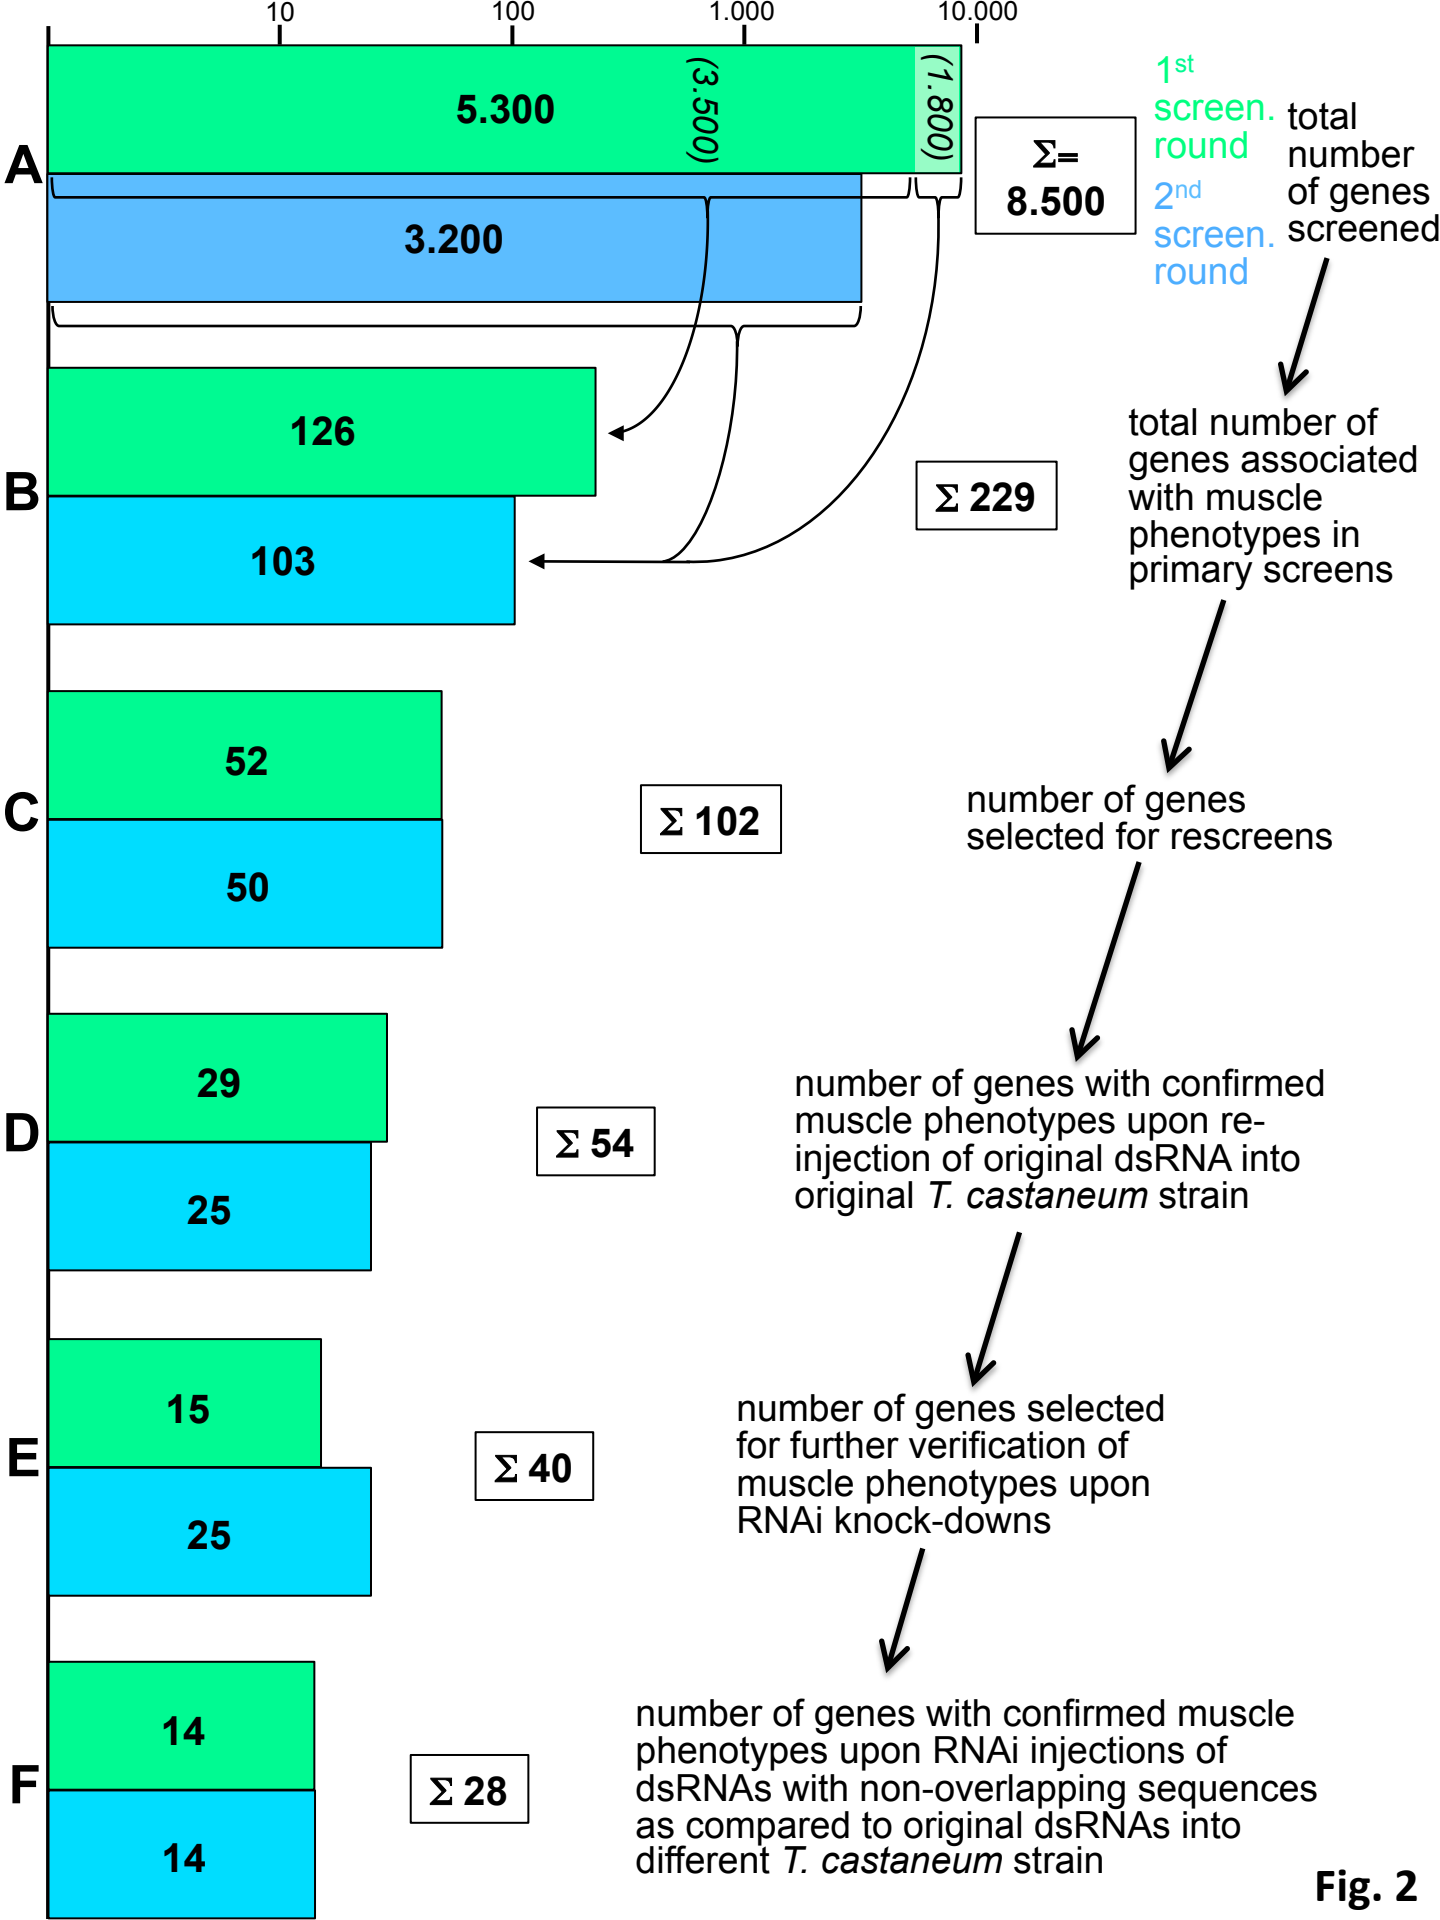 10 100 1.000 10.000
5.300 (3.500) (1.800)
A
3.200
Σ=
8.500
1st
screen.
round
2nd
screen.
round
total
number
of genes
screened
126
B
103
Σ 229
total number of
genes associated
with muscle
phenotypes in
primary screens
52
C
50
Σ 102
number of genes
selected for rescreens
29
D
25
Σ 54
number of genes with confirmed
muscle phenotypes upon re-
injection of original dsRNA into
original T. castaneum strain
15
E
25
Σ 40
number of genes selected
for further verification of
muscle phenotypes upon
RNAi knock-downs
14
F
14
Σ 28
number of genes with confirmed muscle
phenotypes upon RNAi injections of
dsRNAs with non-overlapping sequences
as compared to original dsRNAs into
different T. castaneum strain
Fig. 2